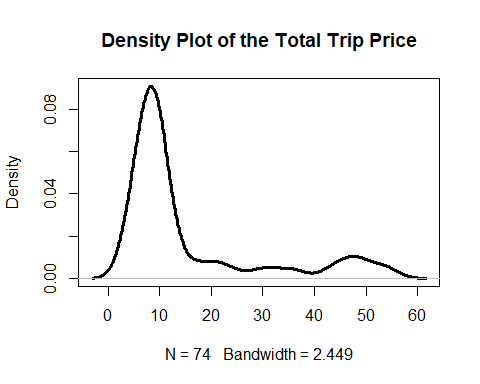 Density Plot of the Total Trip Price
Density
0.00 0.04 0.08
0 10 20 30 40 50 60
N = 74 Bandwidth = 2.449